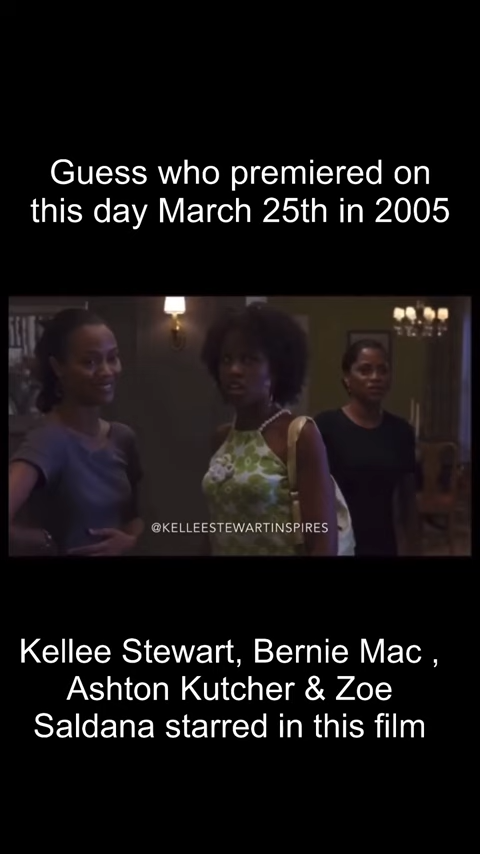 Guess who premiered on
this day March 25th in 2005
@KELLEESTEWARTINSPIRES
Kellee Stewart, Bernie Mac ,
Ashton Kutcher & Zoe
Saldana starred in this film